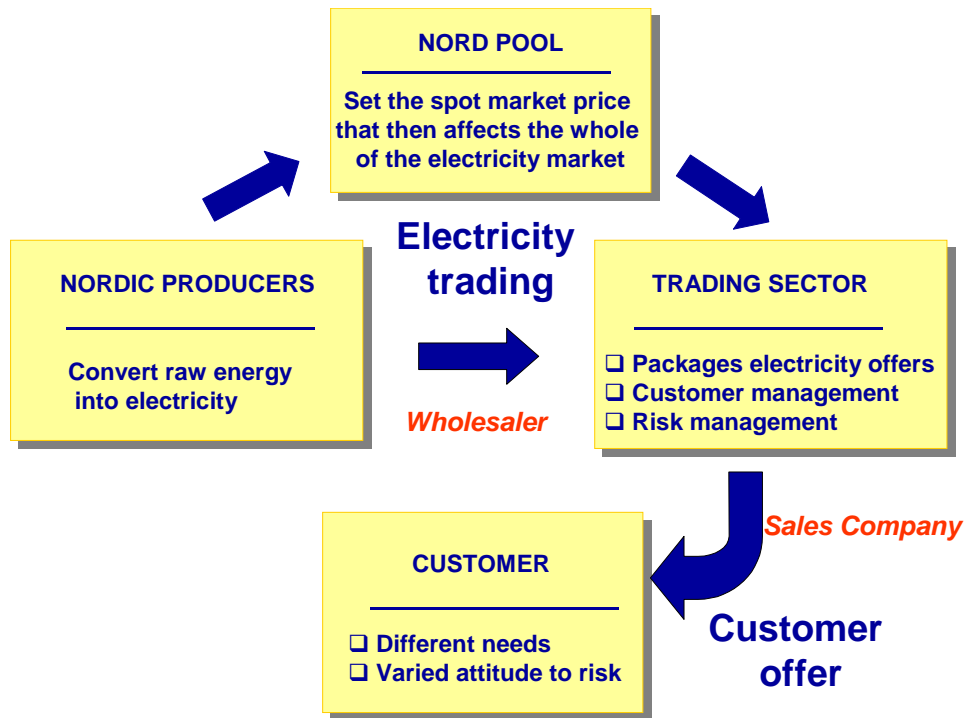 NORD POOL
Set the spot market price
that then affects the whole
of the electricity market
Electricity
trading
NORDIC PRODUCERS
Convert raw energy
into electricity
Wholesaler
TRADING SECTOR
❑ Packages electricity offers
❑ Customer management
❑ Risk management
Sales Company
CUSTOMER
❑ Different needs
❑ Varied attitude to risk
Customer
offer